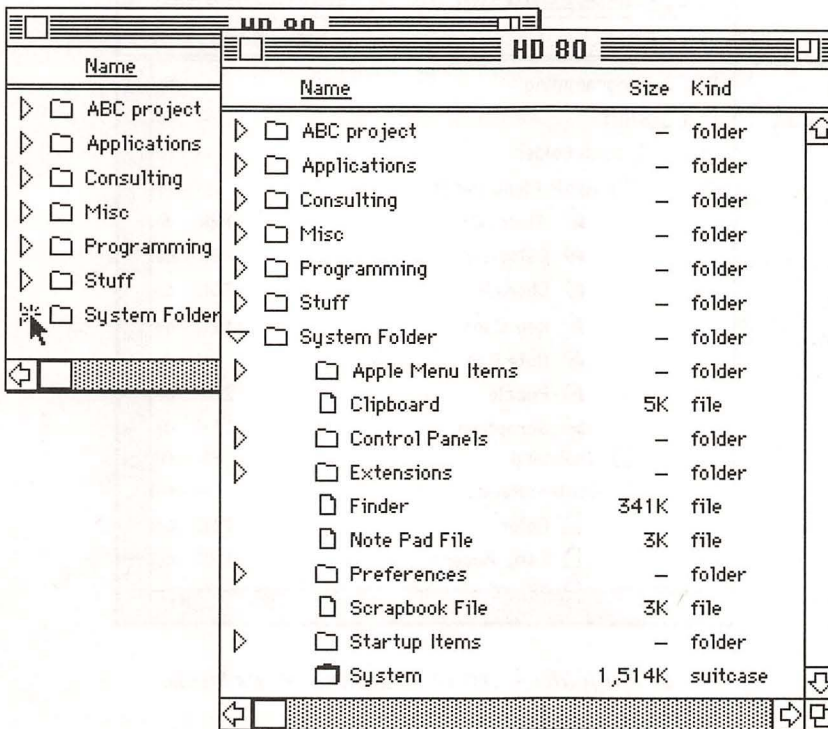 HD 80
Name
ABC project
Applications
Consulting
Misc
Programming
Stuff
System Folder
HD 80
Name Size Kind
ABC project – folder
Applications – folder
Consulting – folder
Misc – folder
Programming – folder
Stuff – folder
System Folder – folder
Apple Menu Items – folder
Clipboard 5K file
Control Panels – folder
Extensions – folder
Finder 341K file
Note Pad File 3K file
Preferences – folder
Scrapbook File 3K file
Startup Items – folder
System 1,514K suitcase